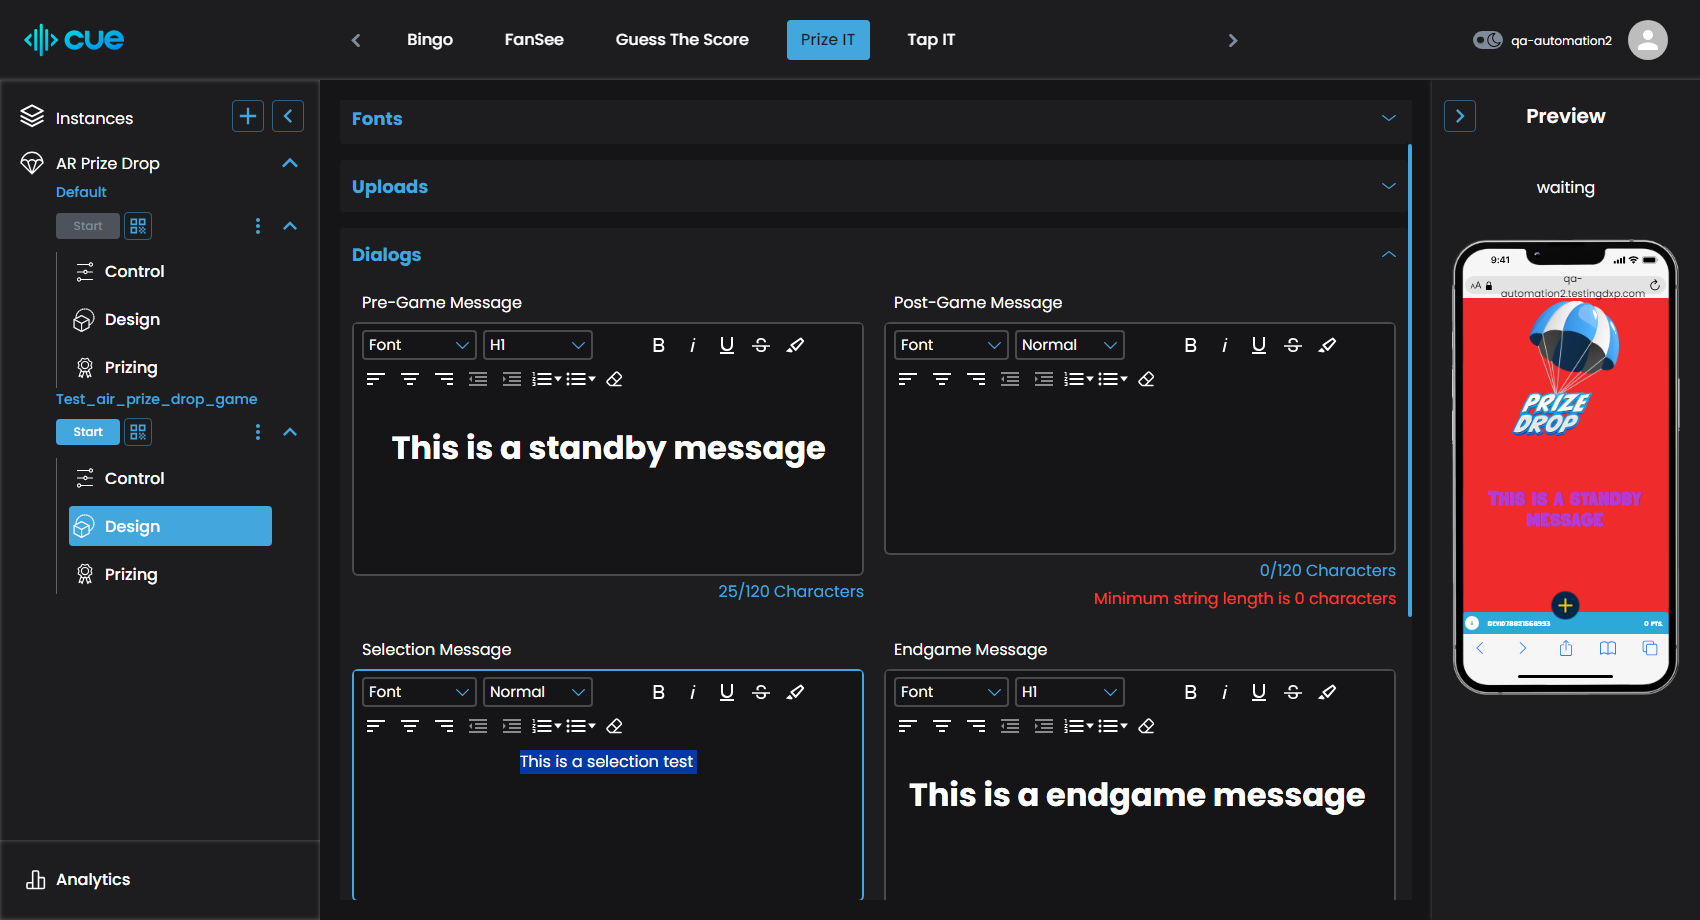 cue
Bingo
FanSee
Guess The Score
Prize IT
Tap IT
qa-automation2
Instances
AR Prize Drop
Default
Start
Control
Design
Prizing
Test_air_prize_drop_game
Start
Control
Design
Prizing
Analytics
Fonts
Uploads
Dialogs
Pre-Game Message
Font
H1
B
i
U
S
This is a standby message
25/120 Characters
Post-Game Message
Font
Normal
B
i
U
S
0/120 Characters
Minimum string length is 0 characters
Selection Message
Font
Normal
B
i
U
S
This is a selection test
Endgame Message
Font
H1
B
i
U
S
This is a endgame message
Preview
waiting
9:41
AA
qa-
automation2.testingdxp.com
PRIZE
DROP
THIS IS A STANDBY
MESSAGE
0 PTS.